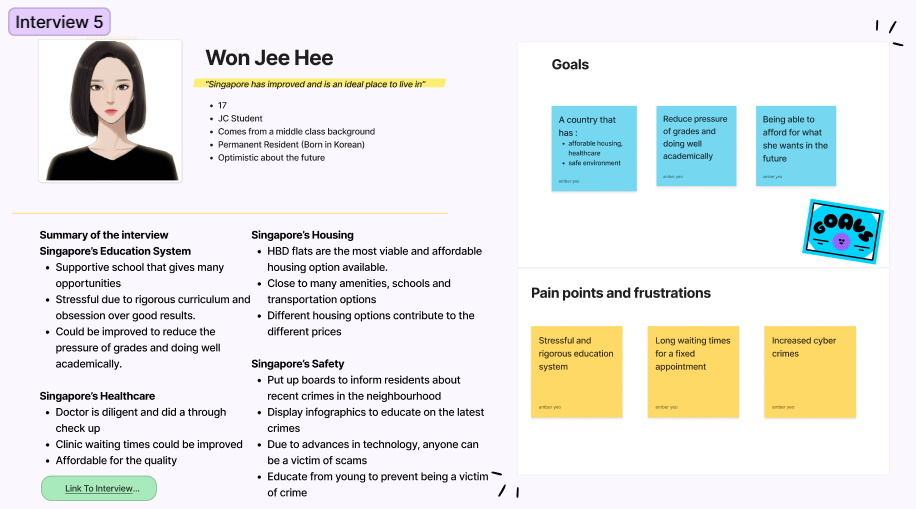 Interview 5
Won Jee Hee
“Singapore has improved and is an ideal place to live in”
• 17
• JC Student
• Comes from a middle class background
• Permanent Resident (Born in Korean)
• Optimistic about the future
Summary of the interview
Singapore’s Education System
• Supportive school that gives many
opportunities
• Stressful due to rigorous curriculum and
obsession over good results.
• Could be improved to reduce the
pressure of grades and doing well
academically.
Singapore’s Healthcare
• Doctor is diligent and did a through
check up
• Clinic waiting times could be improved
• Affordable for the quality
Link To Interview...
Singapore’s Housing
• HBD flats are the most viable and affordable
housing option available.
• Close to many amenities, schools and
transportation options
• Different housing options contribute to the
different prices
Singapore’s Safety
• Put up boards to inform residents about
recent crimes in the neighbourhood
• Display infographics to educate on the latest
crimes
• Due to advances in technology, anyone can
be a victim of scams
• Educate from young to prevent being a victim
of crime
Goals
A country that
has :
• afforable housing,
healthcare
• safe environment
amber yeo
Reduce pressure
of grades and
doing well
academically
amber yeo
Being able to
afford for what
she wants in the
future
amber yeo
GOALS
Pain points and frustrations
Stressful and
rigorous education
system
amber yeo
Long waiting times
for a fixed
appointment
amber yeo
Increased cyber
crimes
amber yeo